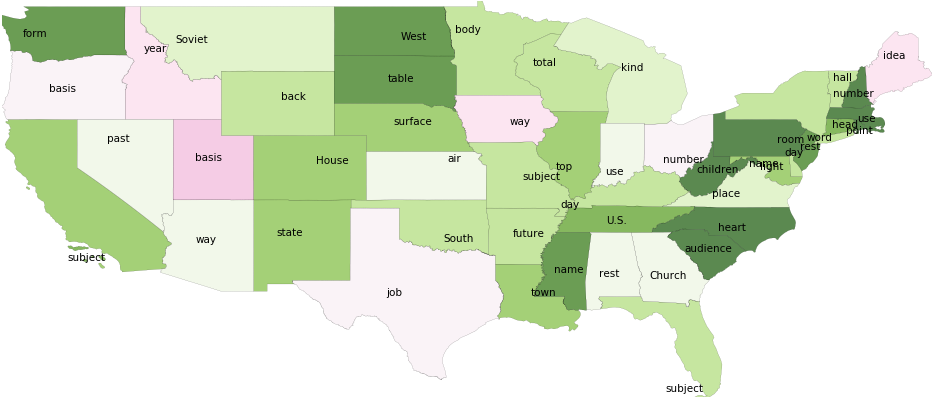 form
year
Soviet
West
body
idea
basis
back
table
total
kind
hall
number
past
basis
House
surface
way
air
top
subject
use
number
children
room
day
name
light
word
rest
head
use
point
place
way
state
South
future
day
U.S.
heart
audience
subject
job
town
name
rest
Church
subject